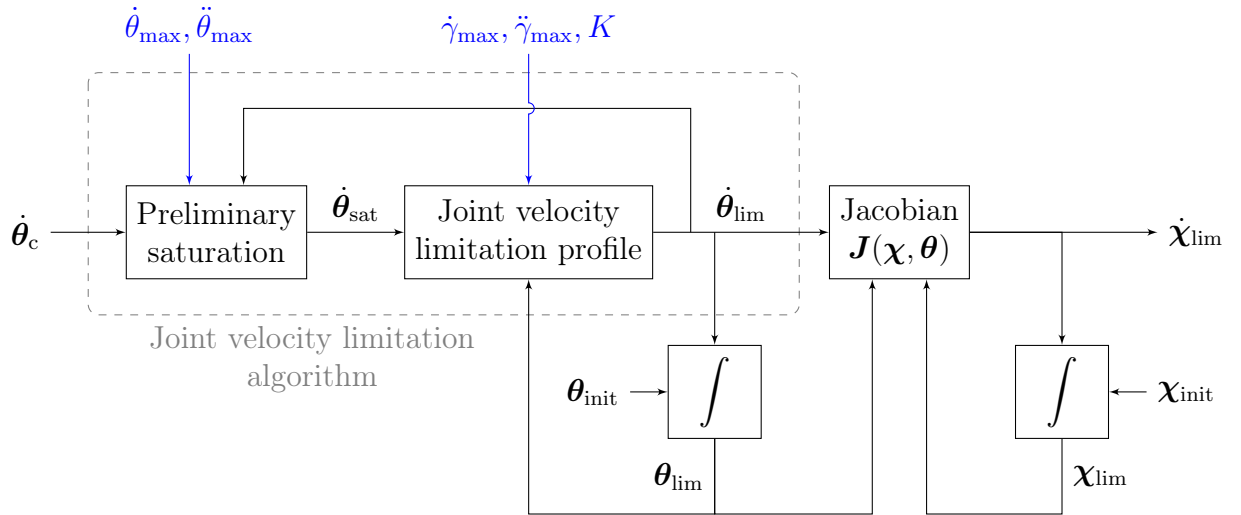 θ̇max, θ̈max
γ̇max, γ̈max, K
θ̇c
Preliminary
saturation
θ̇sat
Joint velocity
limitation profile
θ̇lim
Jacobian
J(χ, θ)
χ̇lim
Joint velocity limitation
algorithm
θinit
∫
∫
χinit
θlim
χlim